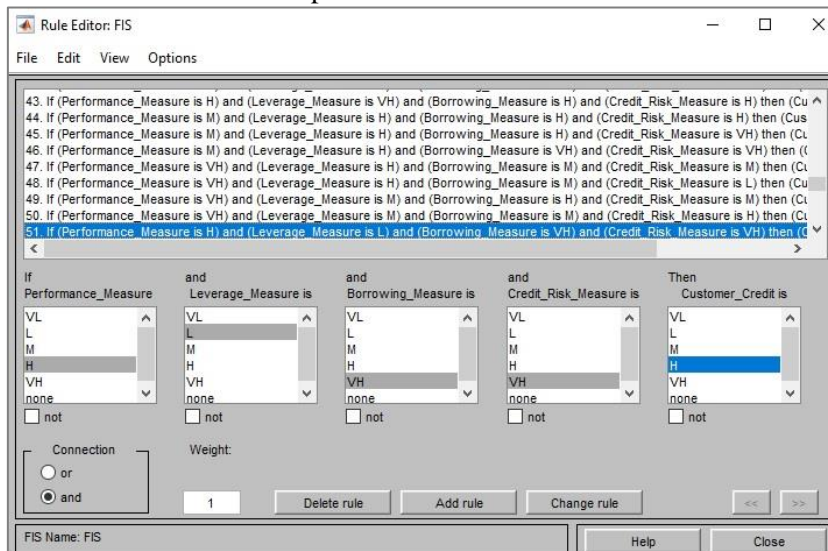 Rule Editor: FIS
File Edit View Options
43. If (Performance_Measure is H) and (Leverage_Measure is VH) and (Borrowing_Measure is H) and (Credit_Risk_Measure is H) then (Cu
44. If (Performance_Measure is M) and (Leverage_Measure is H) and (Borrowing_Measure is H) and (Credit_Risk_Measure is H) then (Cus
45. If (Performance_Measure is M) and (Leverage_Measure is H) and (Borrowing_Measure is H) and (Credit_Risk_Measure is VH) then (Cu
46. If (Performance_Measure is M) and (Leverage_Measure is H) and (Borrowing_Measure is VH) and (Credit_Risk_Measure is VH) then (C
47. If (Performance_Measure is VH) and (Leverage_Measure is H) and (Borrowing_Measure is M) and (Credit_Risk_Measure is M) then (Cu
48. If (Performance_Measure is VH) and (Leverage_Measure is H) and (Borrowing_Measure is M) and (Credit_Risk_Measure is L) then (Cu
49. If (Performance_Measure is VH) and (Leverage_Measure is M) and (Borrowing_Measure is H) and (Credit_Risk_Measure is M) then (Cu
50. If (Performance_Measure is VH) and (Leverage_Measure is M) and (Borrowing_Measure is M) and (Credit_Risk_Measure is H) then (Cu
51. If (Performance_Measure is H) and (Leverage_Measure is L) and (Borrowing_Measure is VH) and (Credit_Risk_Measure is VH) then (C
If and and and Then
Performance_Measure Leverage_Measure is Borrowing_Measure is Credit_Risk_Measure is Customer_Credit is
VL VL VL VL VL
L L L L L
M M M M M
H H H H H
VH VH VH VH VH
none none none none none
not not not not not
Connection Weight:
or
and 1 Delete rule Add rule Change rule << >>
FIS Name: FIS Help Close